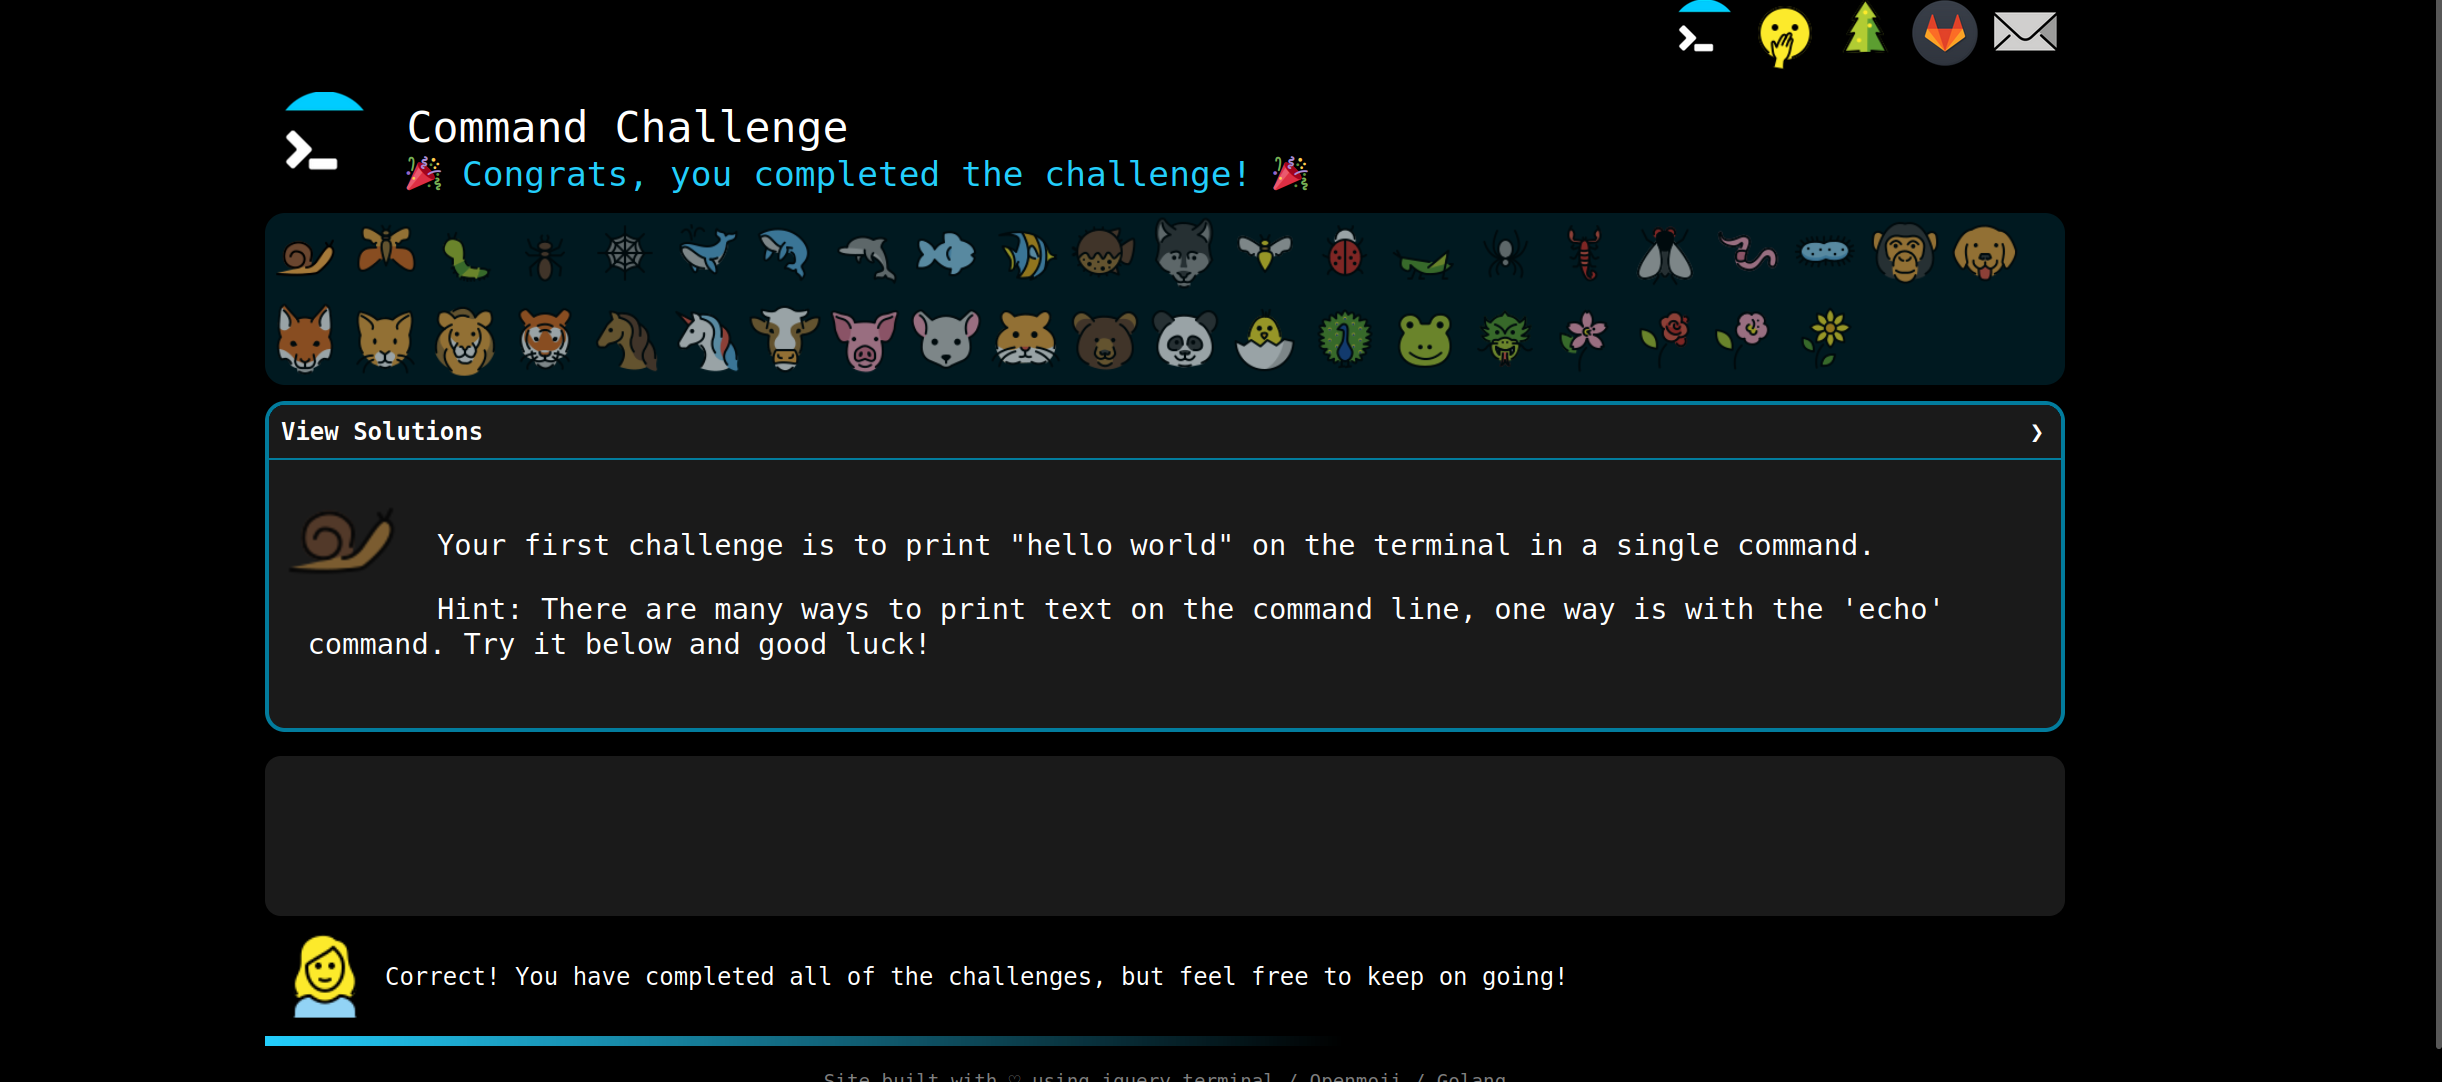 Command Challenge
🎉 Congrats, you completed the challenge! 🎉
View Solutions ❯
Your first challenge is to print "hello world" on the terminal in a single command.
Hint: There are many ways to print text on the command line, one way is with the 'echo'
command. Try it below and good luck!
Correct! You have completed all of the challenges, but feel free to keep on going!
Site built with ♡ using jquery terminal / Openmoji / Golang